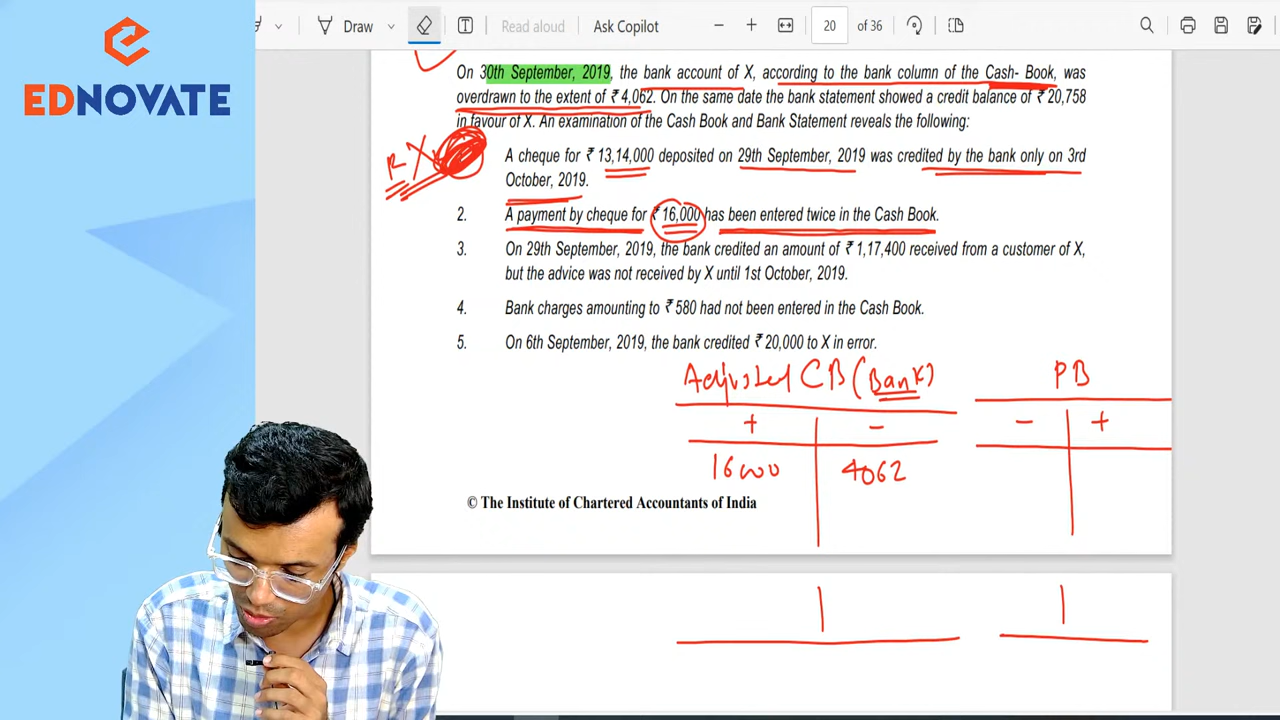 Draw
Read aloud
Ask Copilot
20
of 36
EDNOVATE
On 30th September, 2019, the bank account of X, according to the bank column of the Cash- Book, was
overdrawn to the extent of ₹ 4,062. On the same date the bank statement showed a credit balance of ₹ 20,758
in favour of X. An examination of the Cash Book and Bank Statement reveals the following:
A cheque for ₹ 13,14,000 deposited on 29th September, 2019 was credited by the bank only on 3rd
October, 2019.
2. A payment by cheque for ₹ 16,000 has been entered twice in the Cash Book.
3. On 29th September, 2019, the bank credited an amount of ₹ 1,17,400 received from a customer of X,
but the advice was not received by X until 1st October, 2019.
4. Bank charges amounting to ₹ 580 had not been entered in the Cash Book.
5. On 6th September, 2019, the bank credited ₹ 20,000 to X in error.
Adjusted CB (Bank) PB
+ - - +
16000 4062
© The Institute of Chartered Accountants of India